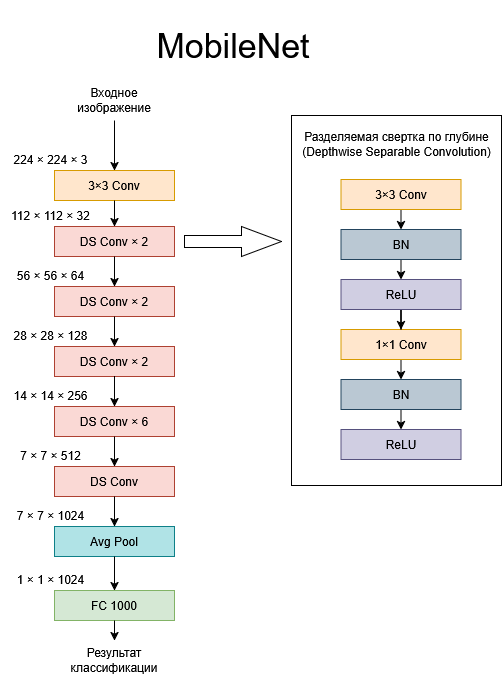 MobileNet
Входное
изображение
224 × 224 × 3
3×3 Conv
112 × 112 × 32
DS Conv × 2
56 × 56 × 64
DS Conv × 2
28 × 28 × 128
DS Conv × 2
14 × 14 × 256
DS Conv × 6
7 × 7 × 512
DS Conv
7 × 7 × 1024
Avg Pool
1 × 1 × 1024
FC 1000
Результат
классификации
Разделяемая свертка по глубине
(Depthwise Separable Convolution)
3×3 Conv
BN
ReLU
1×1 Conv
BN
ReLU